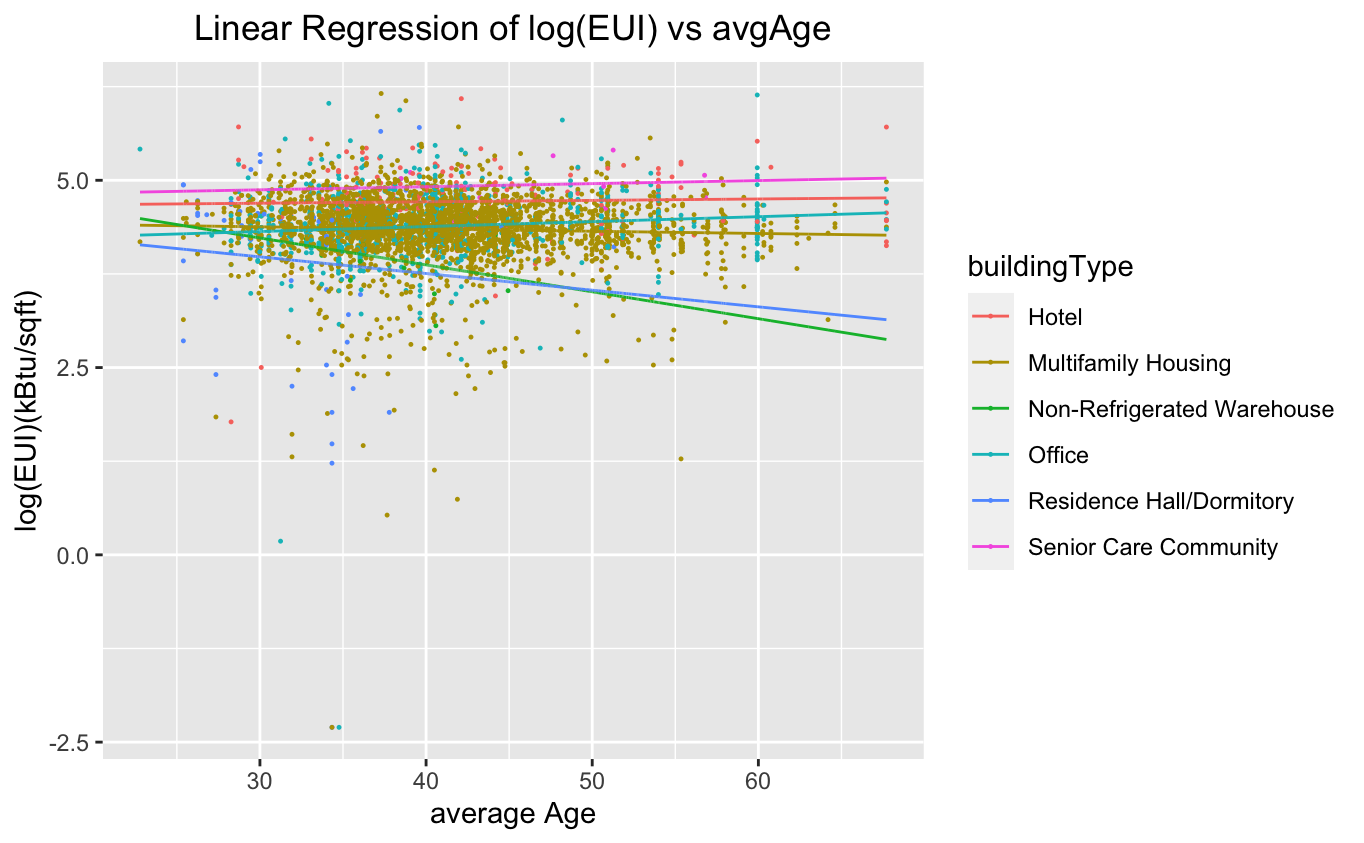 Linear Regression of log(EUI) vs avgAge
log(EUI)(kBtu/sqft)
5.0
2.5
0.0
-2.5
30 40 50 60
average Age
buildingType
Hotel
Multifamily Housing
Non-Refrigerated Warehouse
Office
Residence Hall/Dormitory
Senior Care Community